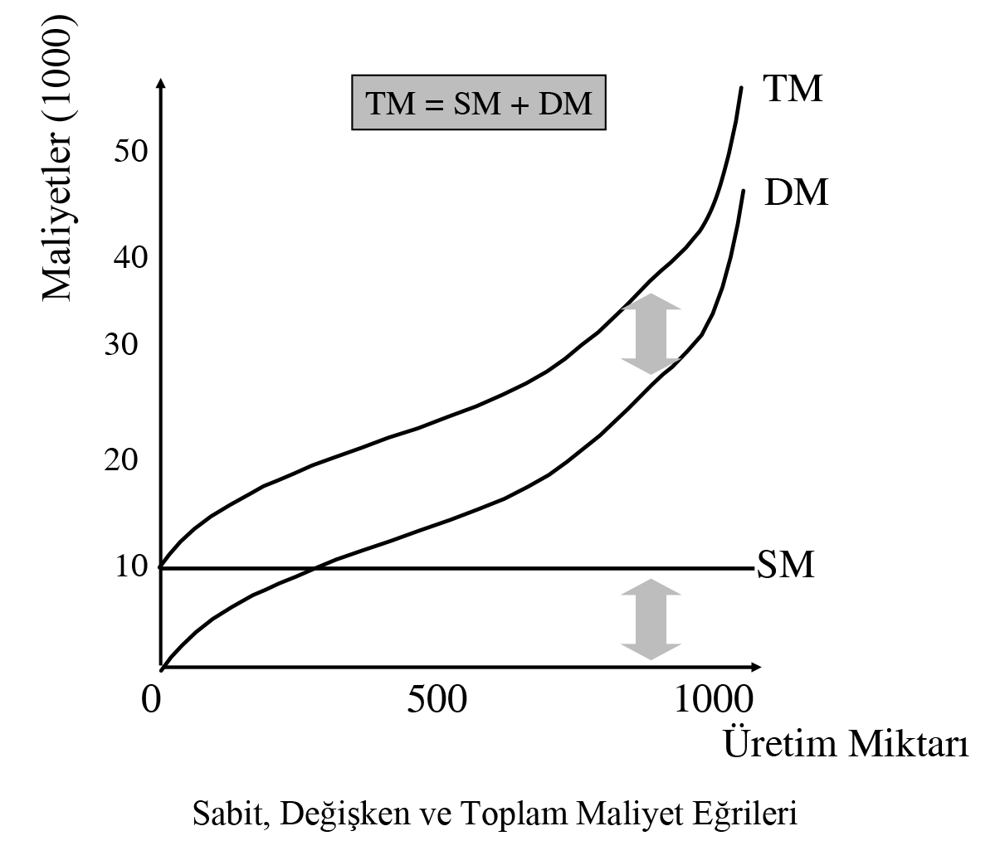 Maliyetler (1000)
TM = SM + DM
TM
DM
SM
50
40
30
20
10
0
500
1000
Üretim Miktarı
Sabit, Değişken ve Toplam Maliyet Eğrileri